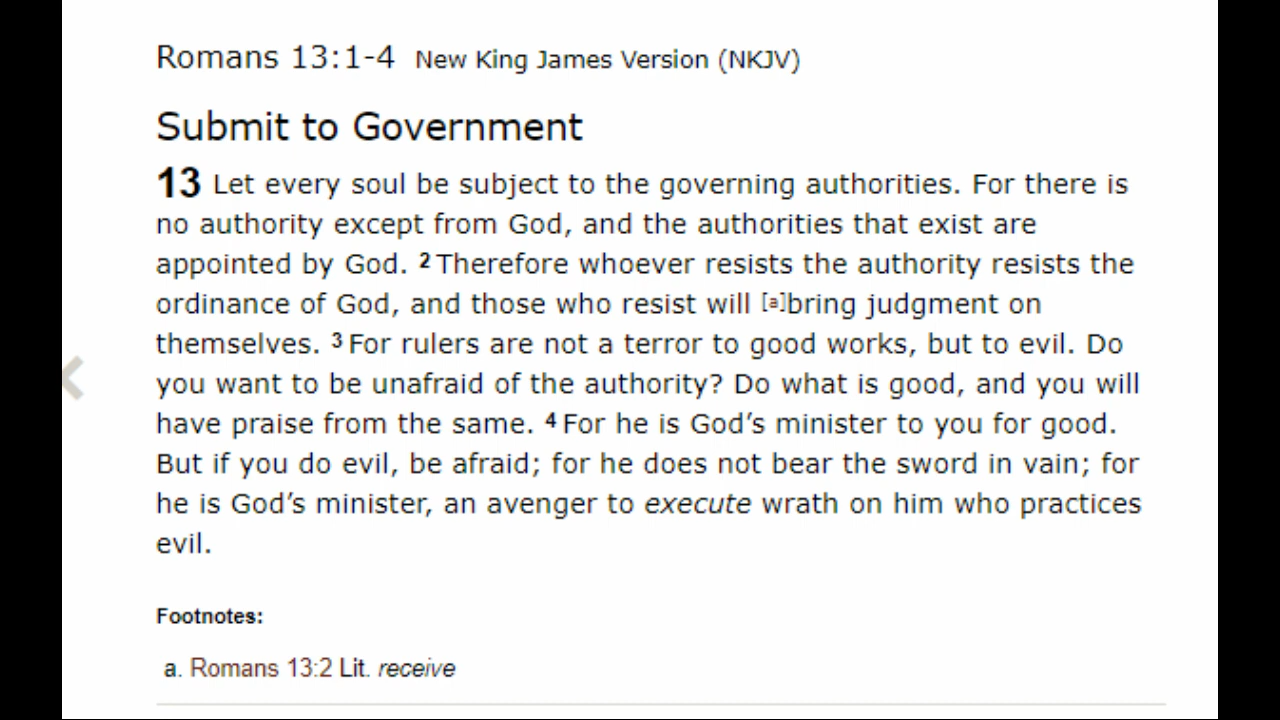 Romans 13:1-4 New King James Version (NKJV)
Submit to Government
13 Let every soul be subject to the governing authorities. For there is
no authority except from God, and the authorities that exist are
appointed by God. 2 Therefore whoever resists the authority resists the
ordinance of God, and those who resist will [a]bring judgment on
themselves. 3 For rulers are not a terror to good works, but to evil. Do
you want to be unafraid of the authority? Do what is good, and you will
have praise from the same. 4 For he is God’s minister to you for good.
But if you do evil, be afraid; for he does not bear the sword in vain; for
he is God’s minister, an avenger to execute wrath on him who practices
evil.
Footnotes:
a. Romans 13:2 Lit. receive